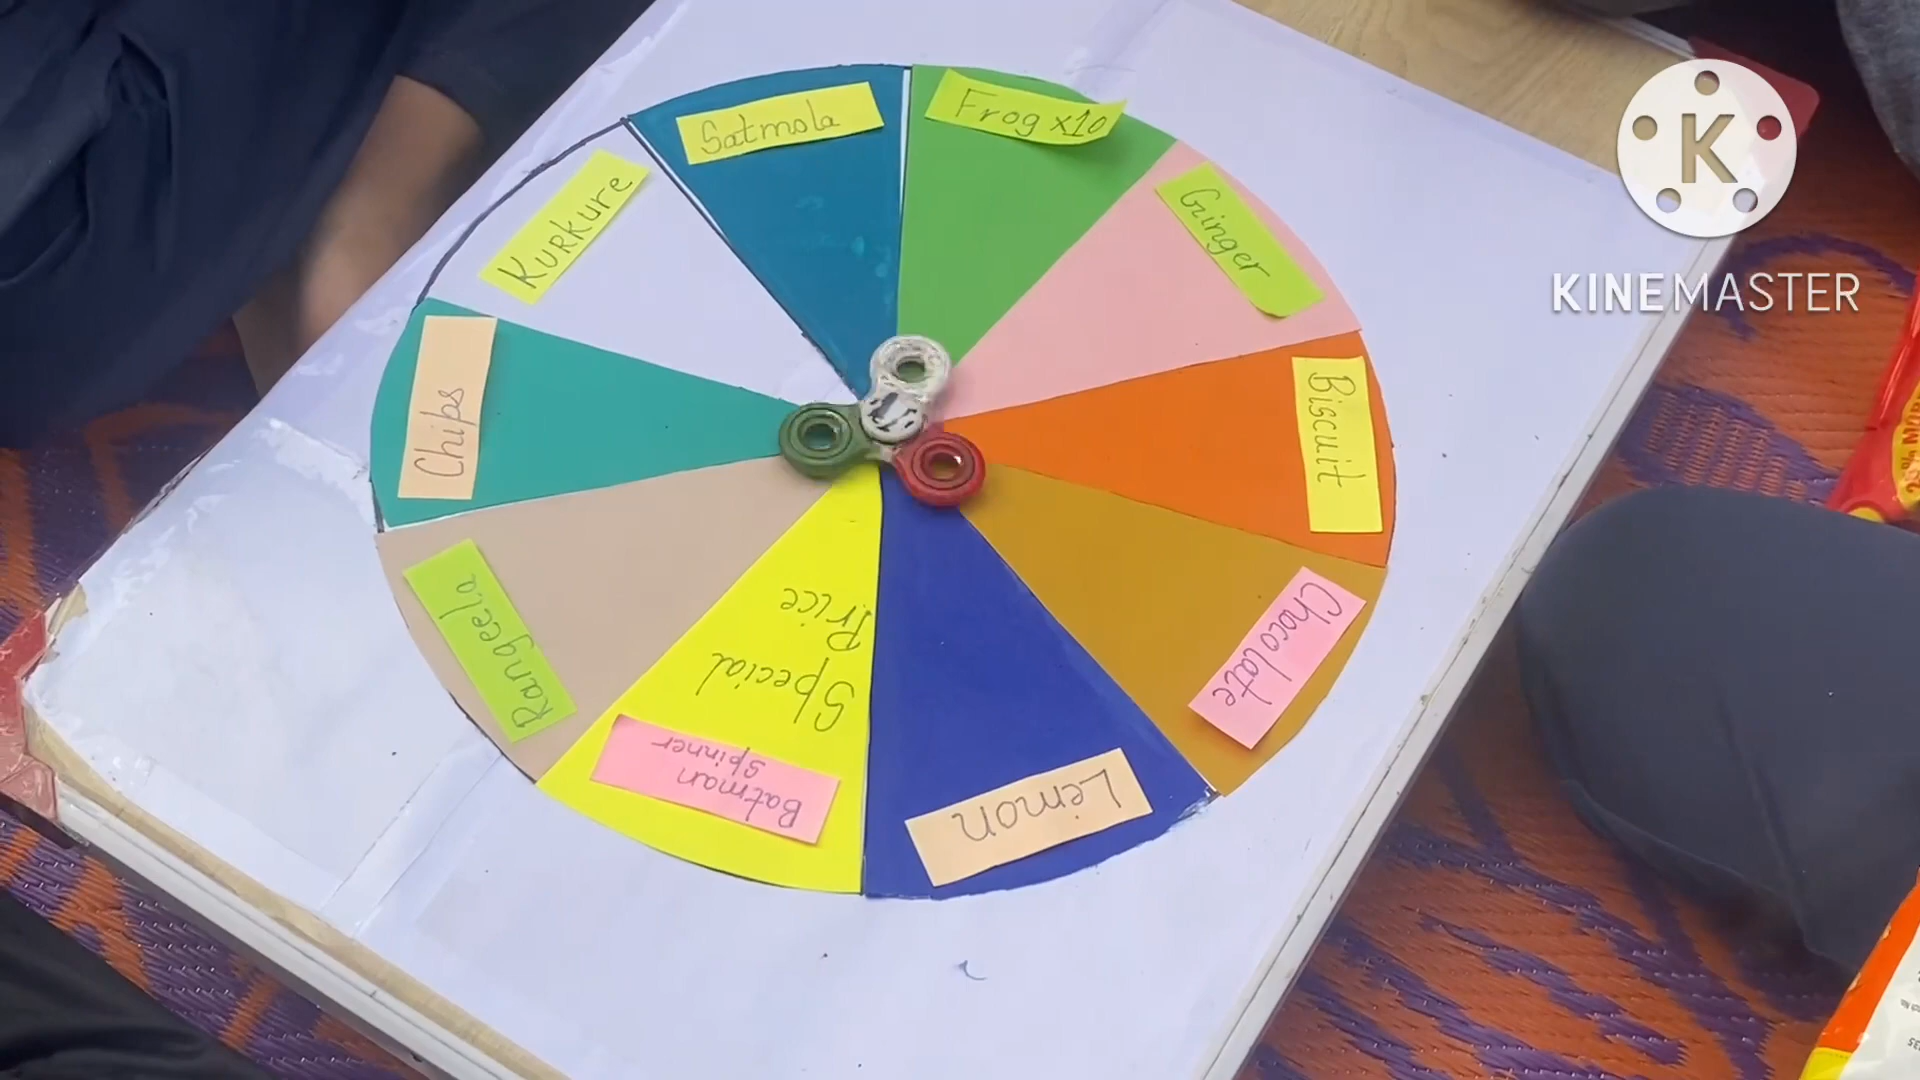 Satmola
Frog x10
Ginger
Biscuit
Chocolate
Lemon
Special
Price
Batman
Spinner
Rangeela
Chips
KURKURE
K
KINEMASTER